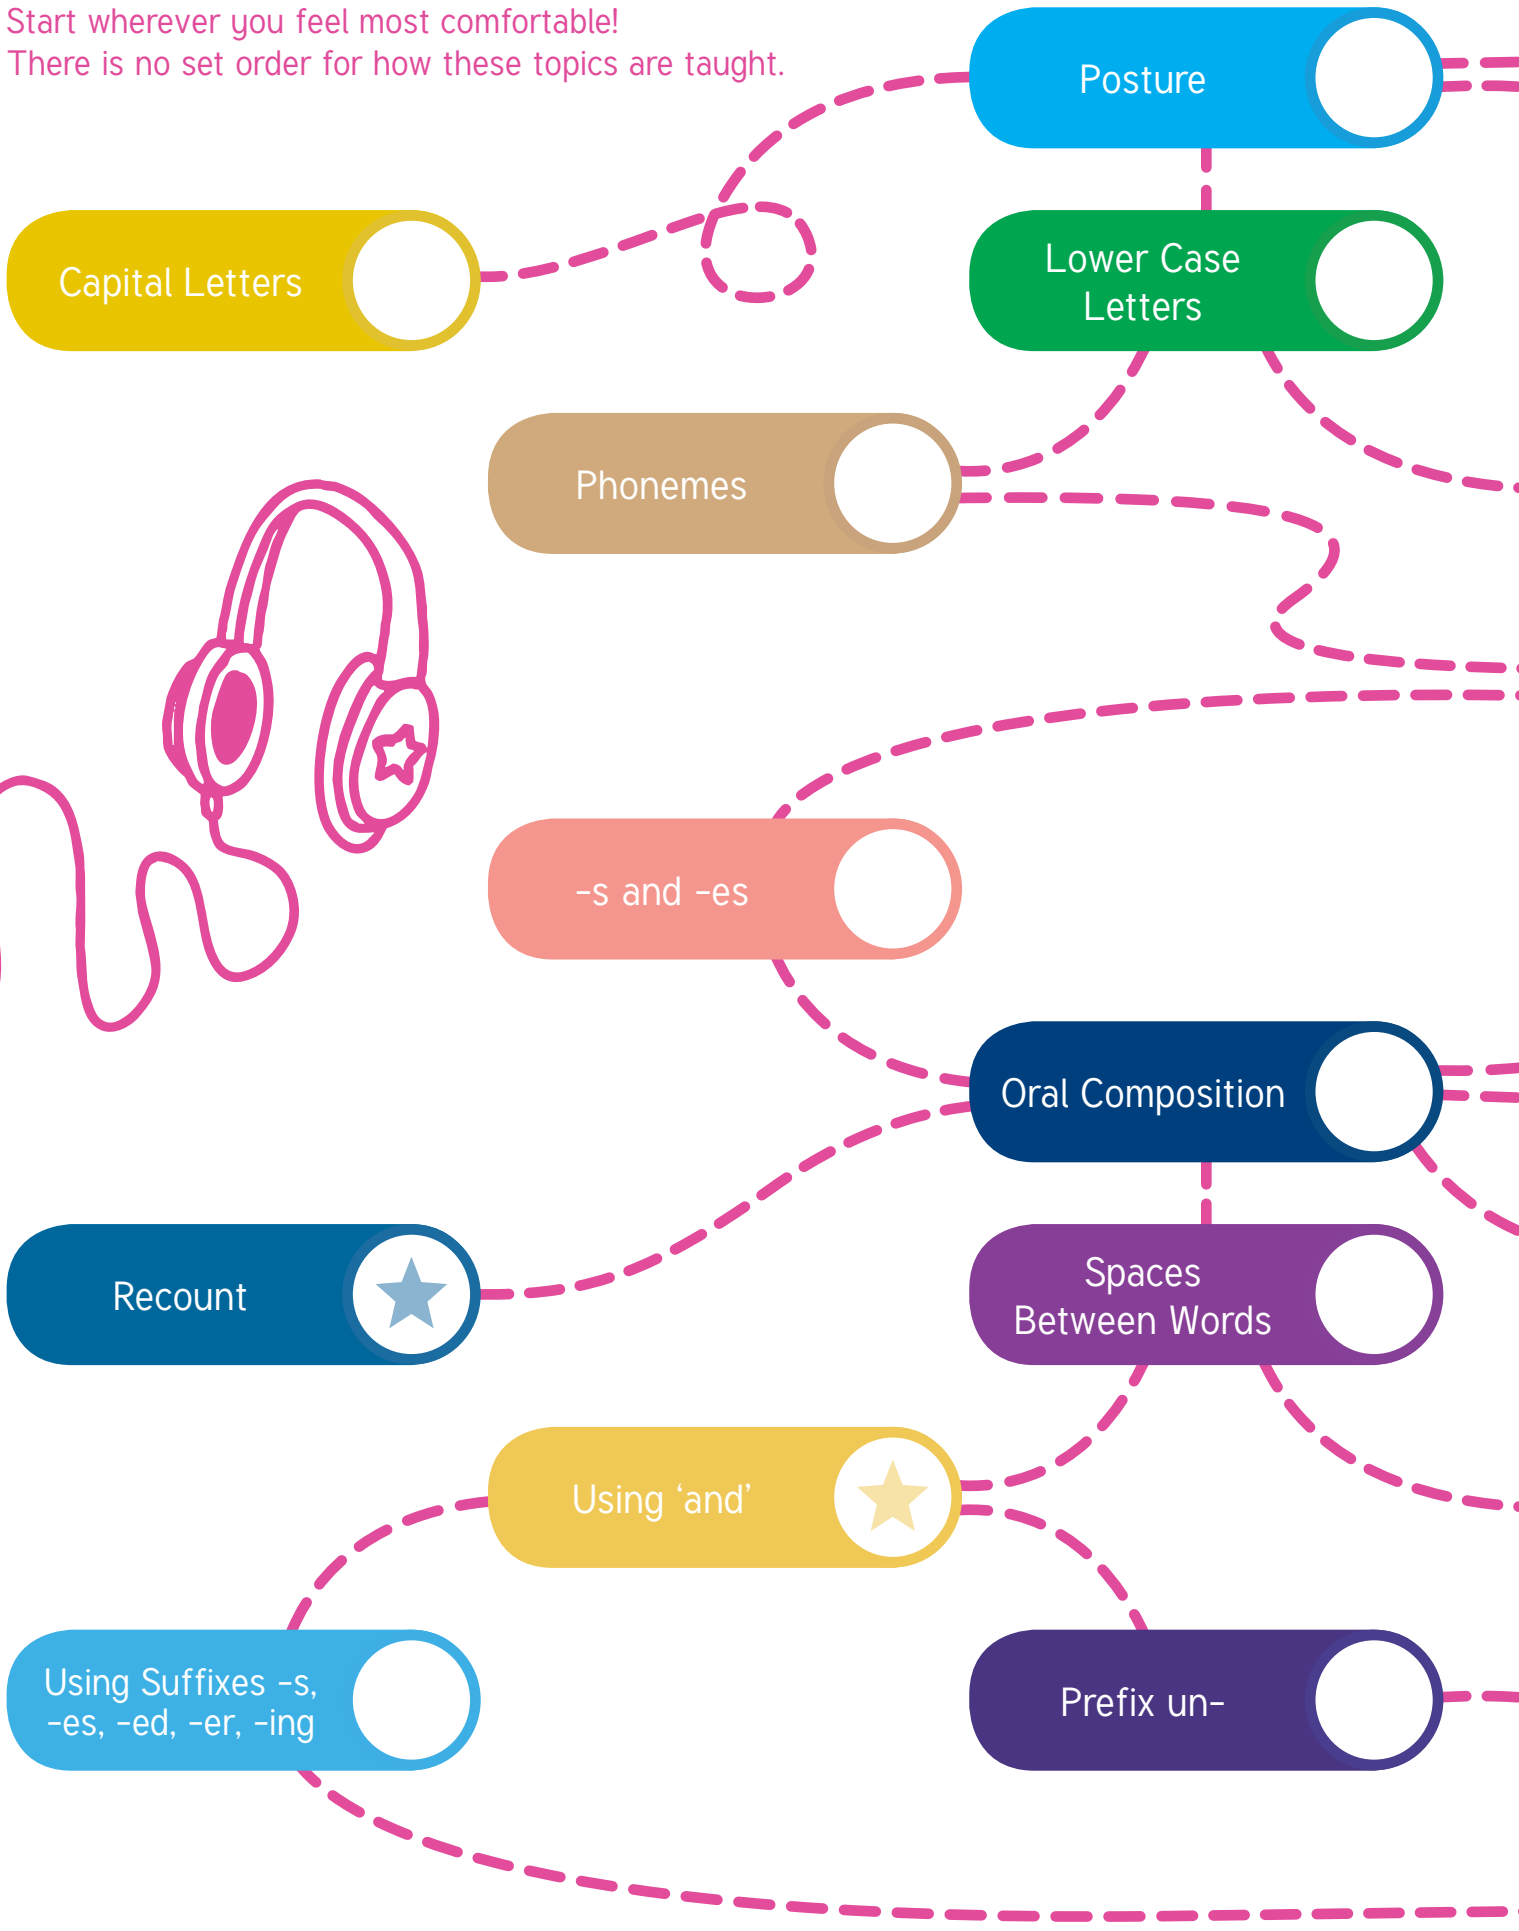 Start wherever you feel most comfortable!
There is no set order for how these topics are taught.
Posture
Capital Letters
Lower Case
Letters
Phonemes
-s and -es
Oral Composition
Recount
Spaces
Between Words
Using ‘and’
Using Suffixes -s,
-es, -ed, -er, -ing
Prefix un-